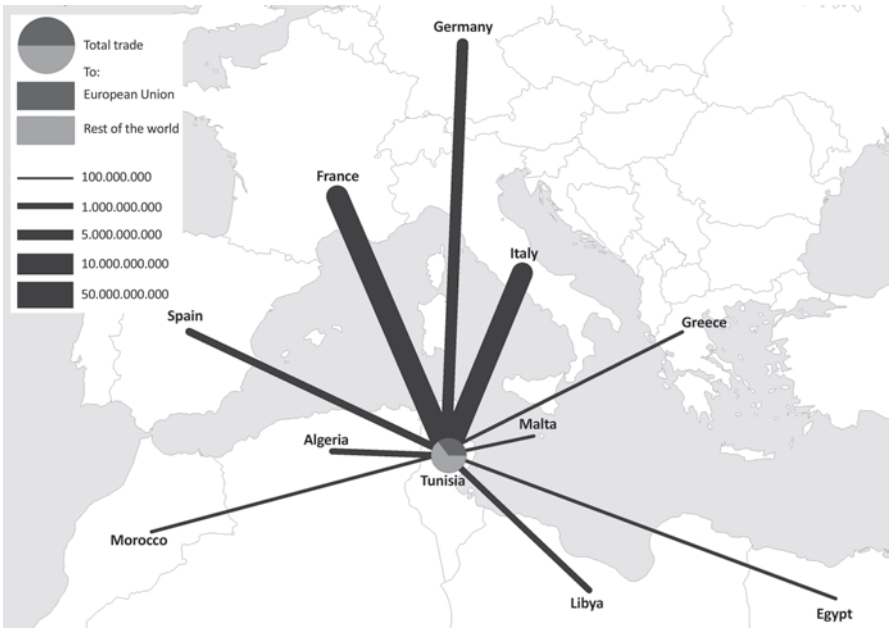 Total trade
To:
European Union
Rest of the world
100.000.000
1.000.000.000
5.000.000.000
10.000.000.000
50.000.000.000
Germany
France
Italy
Spain
Greece
Malta
Algeria
Tunisia
Morocco
Libya
Egypt